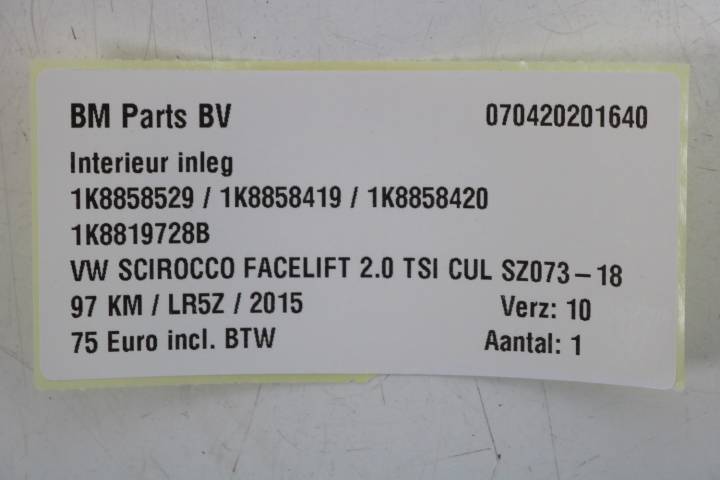 BM Parts BV 070420201640
Interieur inleg
1K8858529 / 1K8858419 / 1K8858420
1K8819728B
VW SCIROCCO FACELIFT 2.0 TSI CUL SZ073-18
97 KM / LR5Z / 2015 Verz: 10
75 Euro incl. BTW Aantal: 1